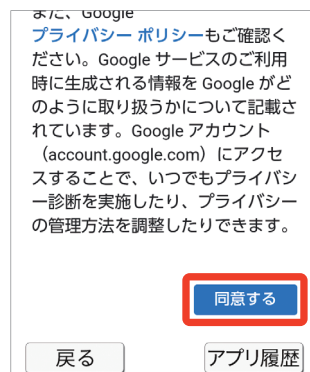 また、Google
プライバシー ポリシーもご確認く
ださい。Google サービスのご利用
時に生成される情報を Google がど
のように取り扱うかについて記載さ
れています。Google アカウント
（account.google.com）にアクセ
スすることで、いつでもプライバシ
ー診断を実施したり、プライバシー
の管理方法を調整したりできます。
同意する
戻る
アプリ履歴